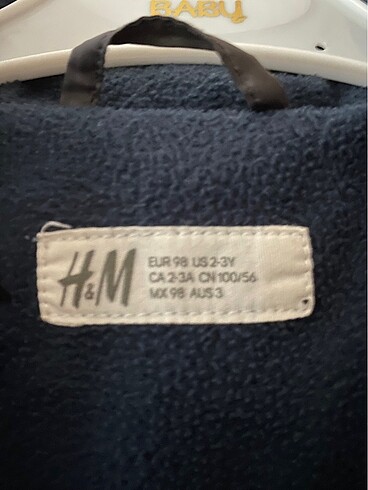 BABY
H&M
EUR 98 US 2-3Y
CA 2-3A CN 100/56
MX 98 AUS 3